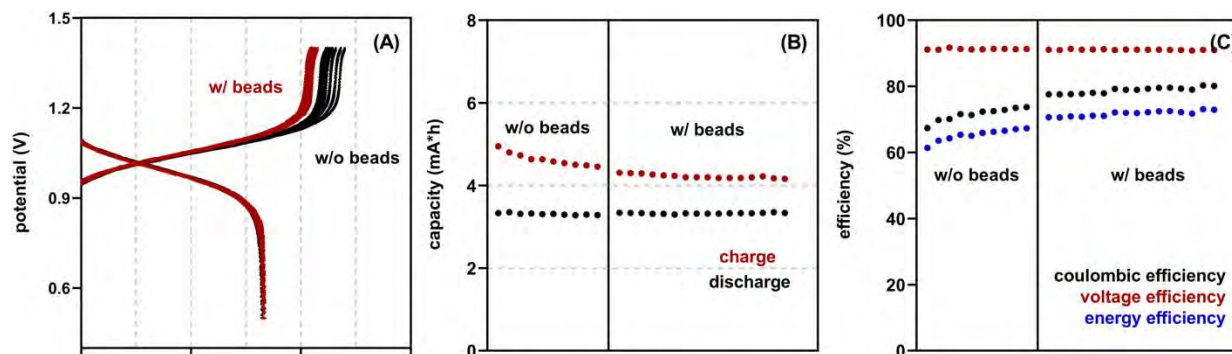 1.5
1.2
0.9
0.6
potential (V)
(A)
w/ beads
w/o beads
8
6
4
2
0
capacity (mA*h)
(B)
w/o beads
w/ beads
charge
discharge
100
80
60
40
20
0
efficiency (%)
(C)
w/o beads
w/ beads
coulombic efficiency
voltage efficiency
energy efficiency